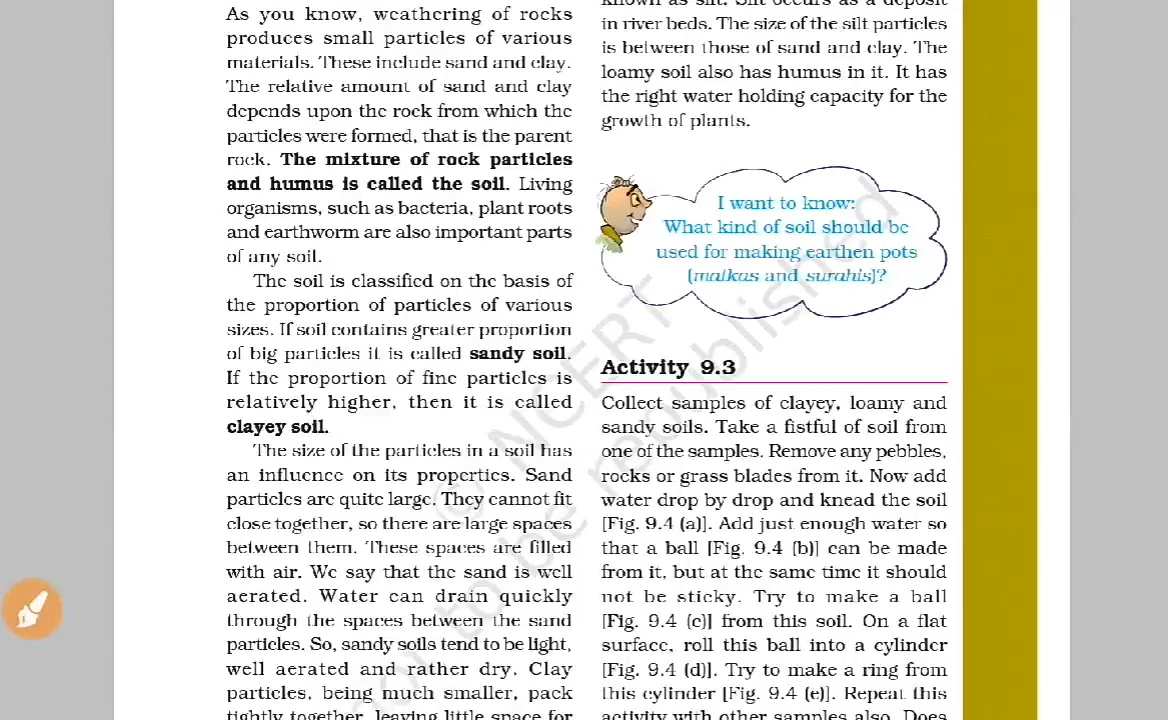 As you know, weathering of rocks
produces small particles of various
materials. These include sand and clay.
The relative amount of sand and clay
depends upon the rock from which the
particles were formed, that is the parent
rock. The mixture of rock particles
and humus is called the soil. Living
organisms, such as bacteria, plant roots
and earthworm are also important parts
of any soil.
The soil is classified on the basis of
the proportion of particles of various
sizes. If soil contains greater proportion
of big particles it is called sandy soil.
If the proportion of fine particles is
relatively higher, then it is called
clayey soil.
The size of the particles in a soil has
an influence on its properties. Sand
particles are quite large. They cannot fit
close together, so there are large spaces
between them. These spaces are filled
with air. We say that the sand is well
aerated. Water can drain quickly
through the spaces between the sand
particles. So, sandy soils tend to be light,
well aerated and rather dry. Clay
particles, being much smaller, pack
tightly together, leaving little space for
known as silt. Silt occurs as a deposit
in river beds. The size of the silt particles
is between those of sand and clay. The
loamy soil also has humus in it. It has
the right water holding capacity for the
growth of plants.
I want to know:
What kind of soil should be
used for making earthen pots
(matkas and surahis)?
Activity 9.3
Collect samples of clayey, loamy and
sandy soils. Take a fistful of soil from
one of the samples. Remove any pebbles,
rocks or grass blades from it. Now add
water drop by drop and knead the soil
[Fig. 9.4 (a)]. Add just enough water so
that a ball [Fig. 9.4 (b)] can be made
from it, but at the same time it should
not be sticky. Try to make a ball
[Fig. 9.4 (c)] from this soil. On a flat
surface, roll this ball into a cylinder
[Fig. 9.4 (d)]. Try to make a ring from
this cylinder [Fig. 9.4 (e)]. Repeat this
activity with other samples also. Does
© NCERT
not to be republished